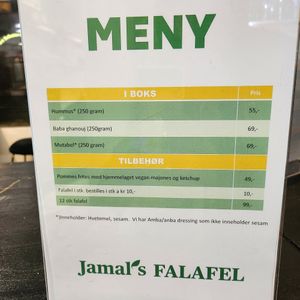 MENY
I BOKS Pris
Hummus* (250 gram) 55,-
Baba ghanouj (250gram) 69,-
Mutabel* (250 gram) 69,-
TILBEHØR
Pommes frites med hjemmelaget vegan majones og ketchup 49,-
Falafel i stk. bestilles i stk a kr 10,- 10,-
12 stk falafel 99,-
*)Inneholder: Hvetemel, sesam. Vi har Amba/anba dressing som ikke inneholder sesam
Jamal's FALAFEL